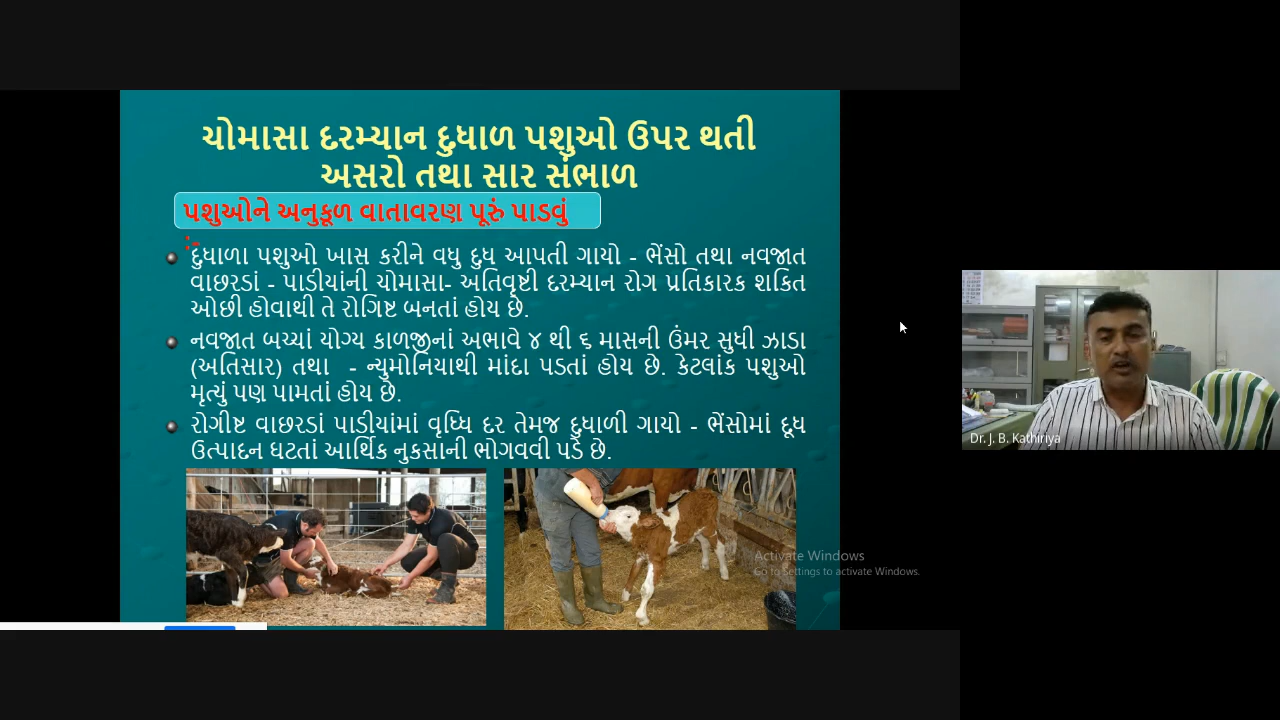 ચોમાસા દરમ્યાન દુધાળ પશુઓ ઉપર થતી
અસરો તથા સાર સંભાળ
પશુઓને અનુકૂળ વાતાવરણ પૂરું પાડવું
:-
દુધાળા પશુઓ ખાસ કરીને વધુ દુધ આપતી ગાયો - ભેંસો તથા નવજાત
વાછરડાં - પાડીયાંની ચોમાસા- અતિવૃષ્ટી દરમ્યાન રોગ પ્રતિકારક શકિત
ઓછી હોવાથી તે રોગિષ્ટ બનતાં હોય છે.
નવજાત બચ્ચાં યોગ્ય કાળજીનાં અભાવે ૪ થી ૬ માસની ઉંમર સુધી ઝાડા
(અતિસાર) તથા - ન્યુમોનિયાથી માંદા પડતાં હોય છે. કેટલાંક પશુઓ
મૃત્યું પણ પામતાં હોય છે.
રોગીષ્ટ વાછરડાં પાડીયાંમાં વૃધ્ધિ દર તેમજ દુધાળી ગાયો - ભેંસોમાં દૂધ
ઉત્પાદન ધટતાં આર્થિક નુકસાની ભોગવવી પડે છે.
Activate Windows
Go to Settings to activate Windows.
Dr. J. B. Kathiriya